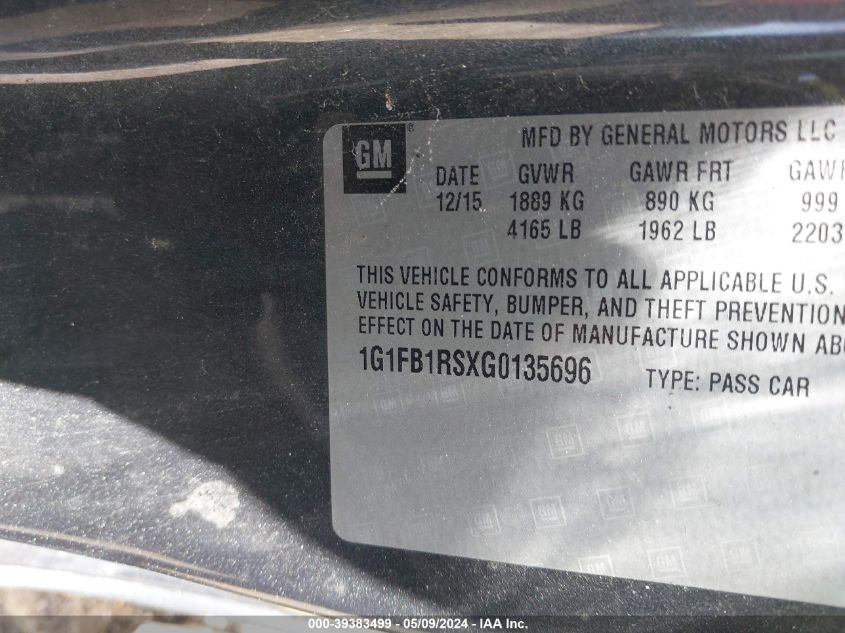 GM
®
MFD BY GENERAL MOTORS LLC
DATE GVWR GAWR FRT
12/15 1889 KG 890 KG 999
4165 LB 1962 LB 2203
THIS VEHICLE CONFORMS TO ALL APPLICABLE U.S.
VEHICLE SAFETY, BUMPER, AND THEFT PREVENTION
EFFECT ON THE DATE OF MANUFACTURE SHOWN
1G1FB1RSXG0135696 TYPE: PASS CAR
000-39383499 - 05/09/2024 - IAAI.COM